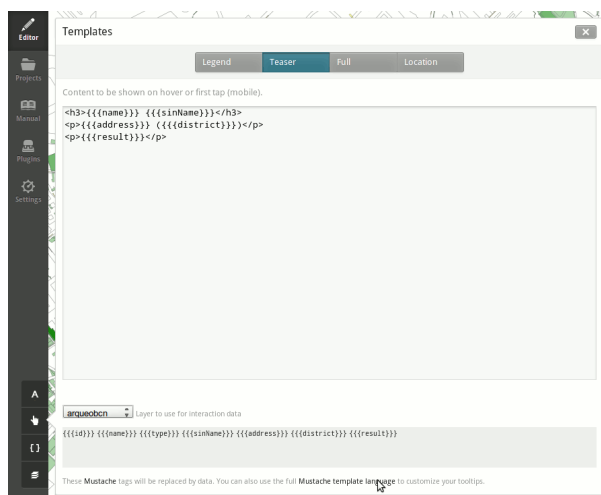 Templates
Editor
Legend Teaser Full Location
Projects
Content to be shown on hover or first tap (mobile).
<h3>{{{name}}} {{{sinName}}}</h3>
<p>{{{address}}} ({{{district}}})</p>
<p>{{{result}}}</p>
Manual
Plugins
Settings
A
arqueobcn Layer to use for interaction data
{{{id}}} {{{name}}} {{{type}}} {{{sinName}}} {{{address}}} {{{district}}} {{{result}}}
{}
These Mustache tags will be replaced by data. You can also use the full Mustache template language to customize your tooltips.